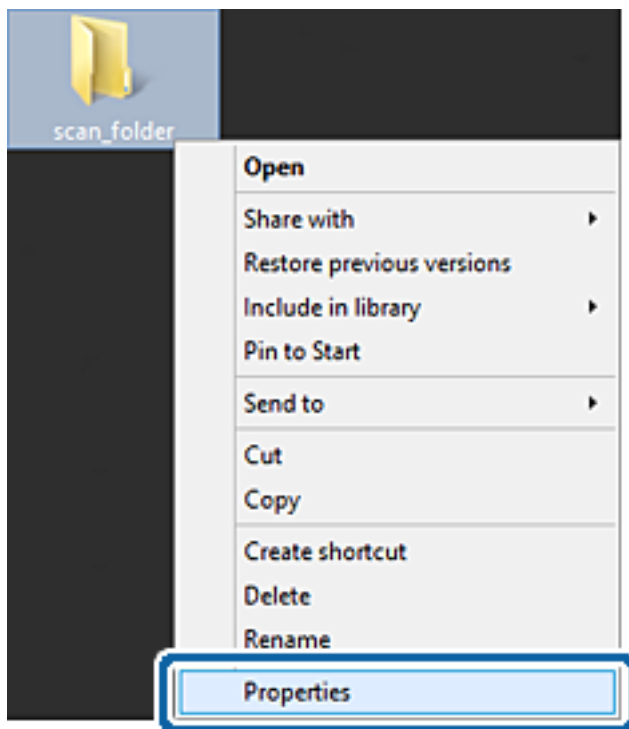 scan_folder
Open
Share with
Restore previous versions
Include in library
Pin to Start
Send to
Cut
Copy
Create shortcut
Delete
Rename
Properties